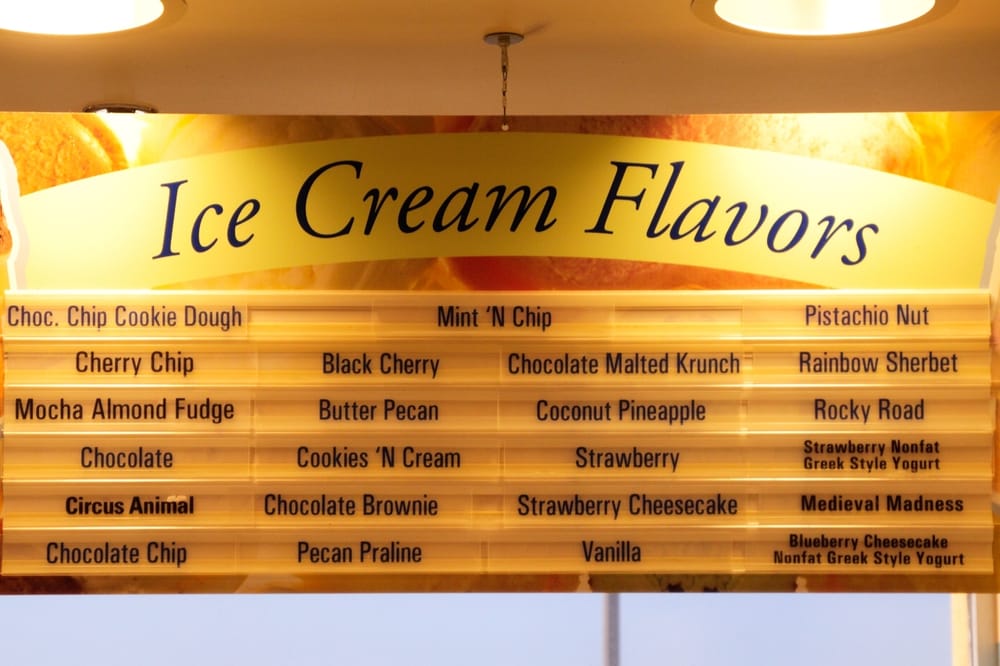 Ice Cream Flavors
Choc. Chip Cookie Dough
Mint ‘N Chip
Pistachio Nut
Cherry Chip
Black Cherry
Chocolate Malted Krunch
Rainbow Sherbet
Mocha Almond Fudge
Butter Pecan
Coconut Pineapple
Rocky Road
Chocolate
Cookies ‘N Cream
Strawberry
Strawberry Nonfat
Greek Style Yogurt
Circus Animal
Chocolate Brownie
Strawberry Cheesecake
Medieval Madness
Chocolate Chip
Pecan Praline
Vanilla
Blueberry Cheesecake
Nonfat Greek Style Yogurt